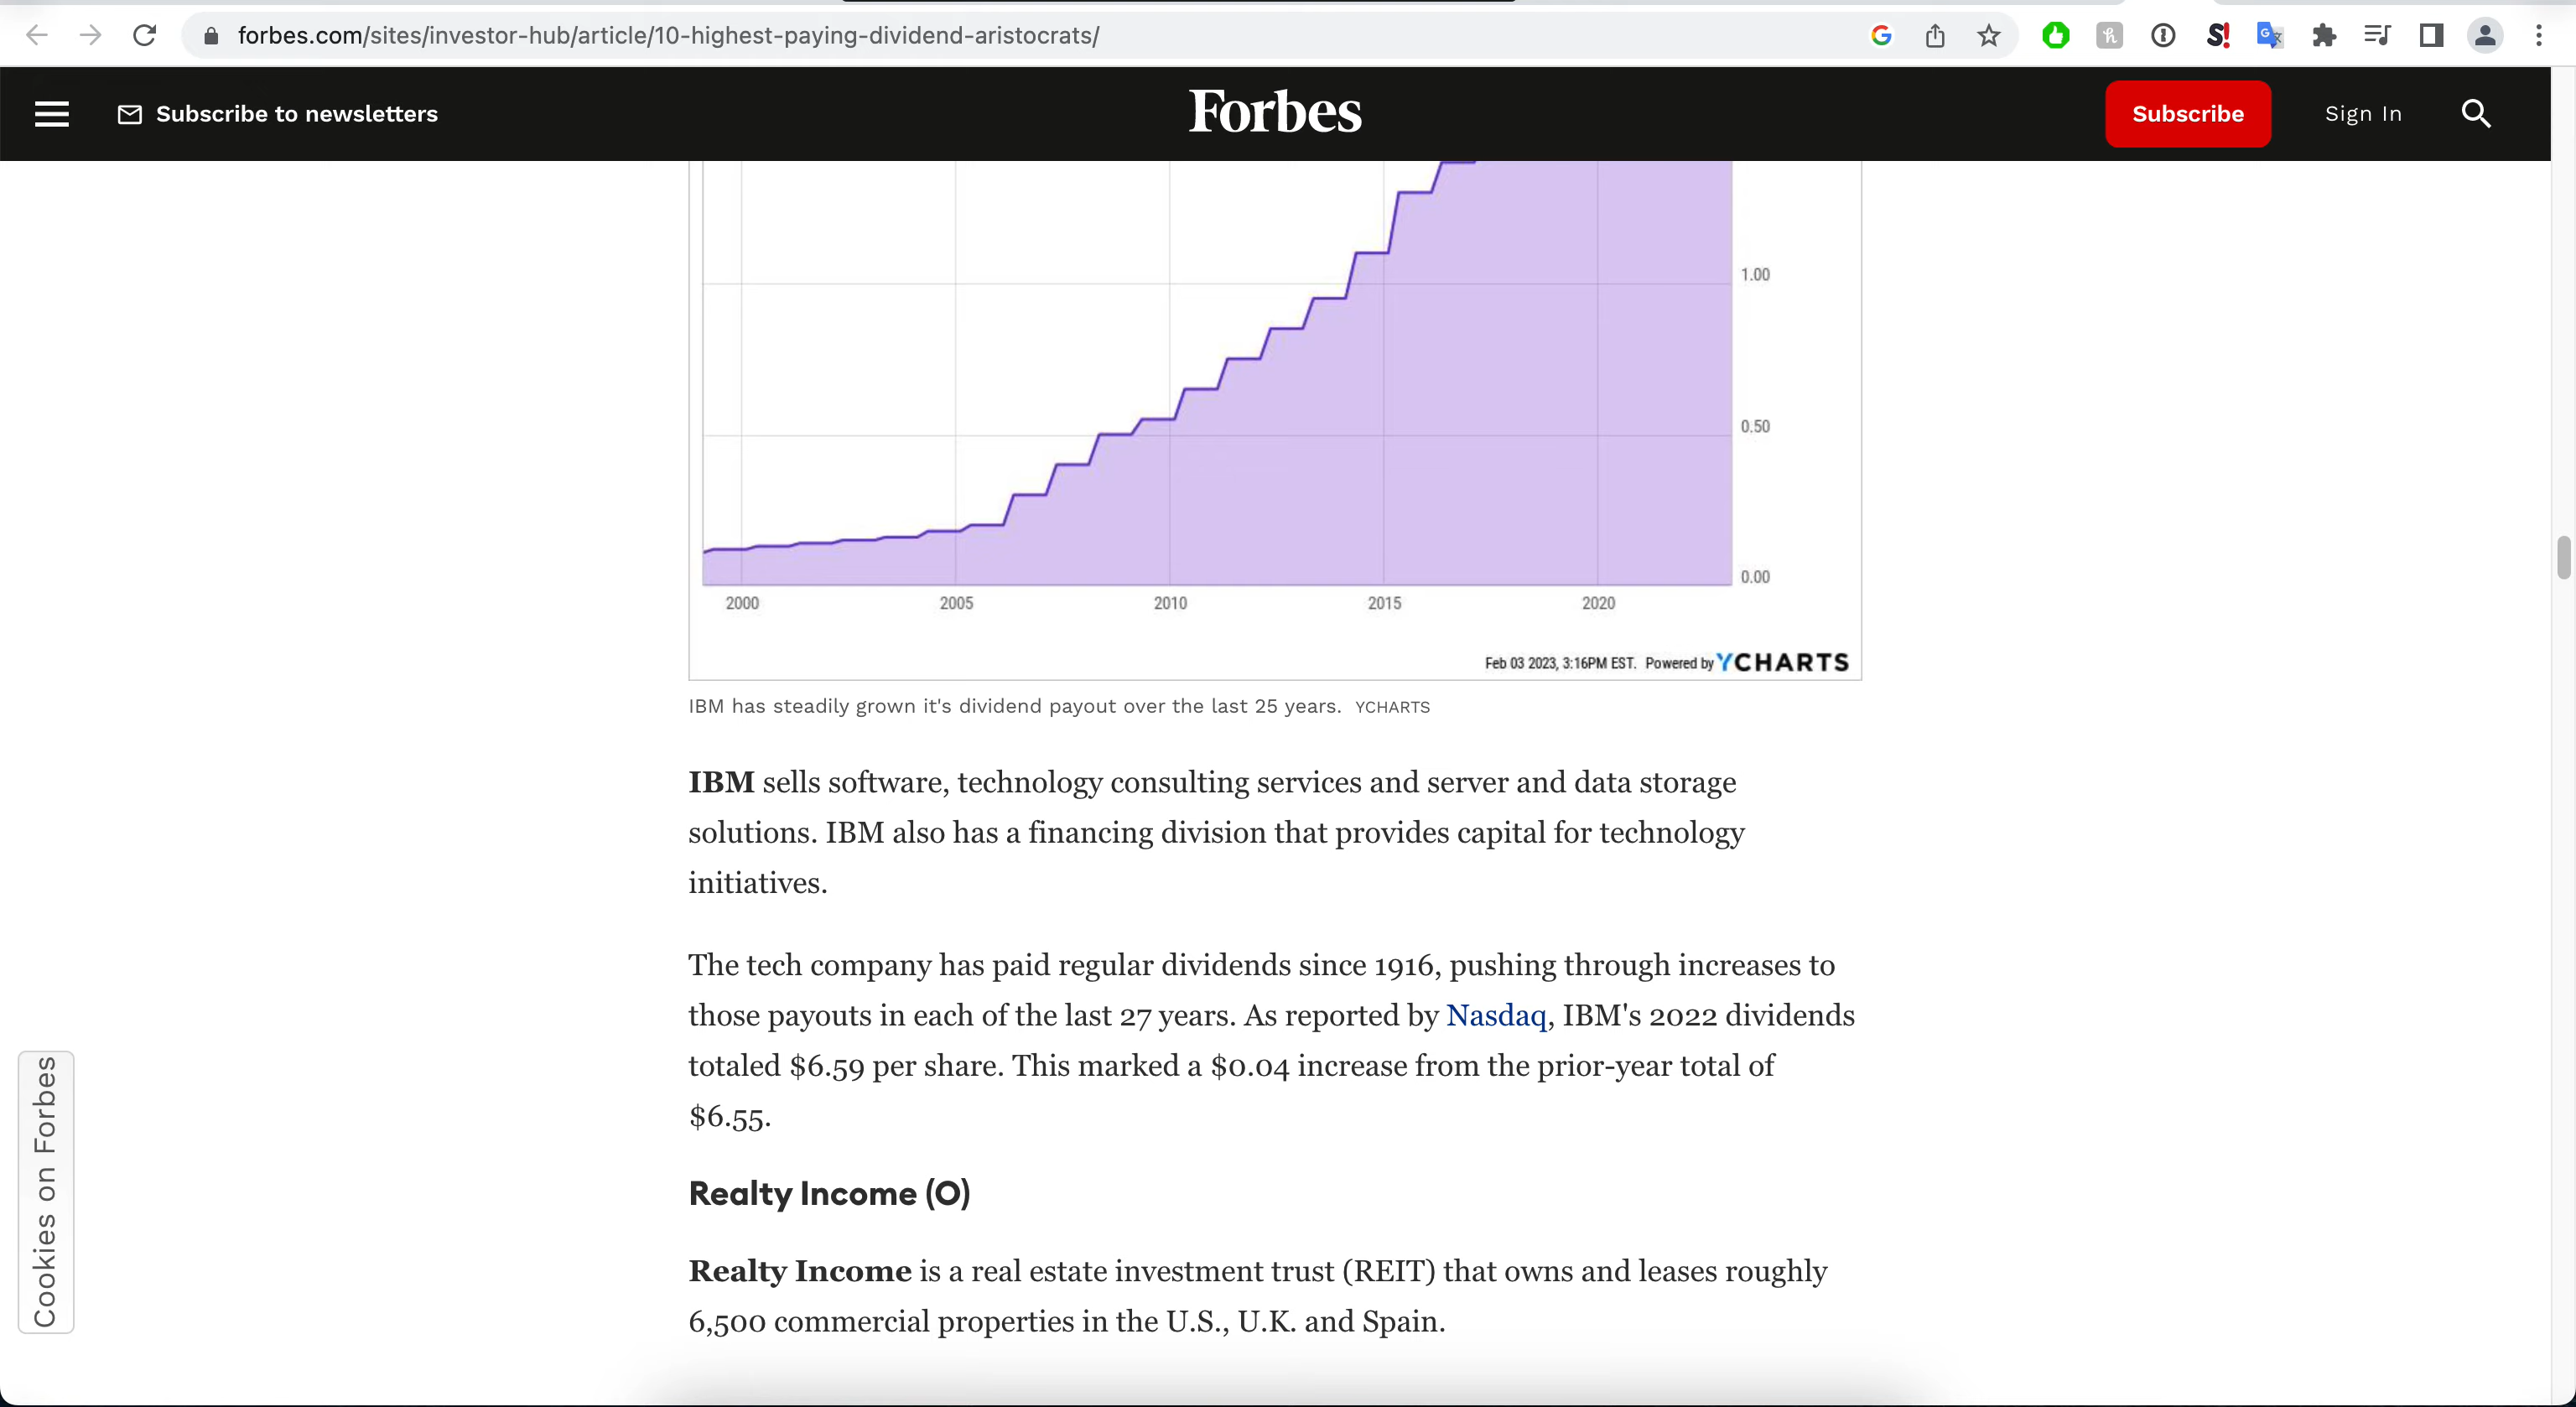 forbes.com/sites/investor-hub/article/10-highest-paying-dividend-aristocrats/
Subscribe to newsletters
Forbes
Subscribe
Sign In
1.00
0.50
0.00
2000 2005 2010 2015 2020
Feb 03 2023, 3:16PM EST. Powered by YCHARTS
IBM has steadily grown it's dividend payout over the last 25 years. YCHARTS
IBM sells software, technology consulting services and server and data storage
solutions. IBM also has a financing division that provides capital for technology
initiatives.
The tech company has paid regular dividends since 1916, pushing through increases to
those payouts in each of the last 27 years. As reported by Nasdaq, IBM's 2022 dividends
totaled $6.59 per share. This marked a $0.04 increase from the prior-year total of
$6.55.
Realty Income (O)
Realty Income is a real estate investment trust (REIT) that owns and leases roughly
6,500 commercial properties in the U.S., U.K. and Spain.
Cookies on Forbes